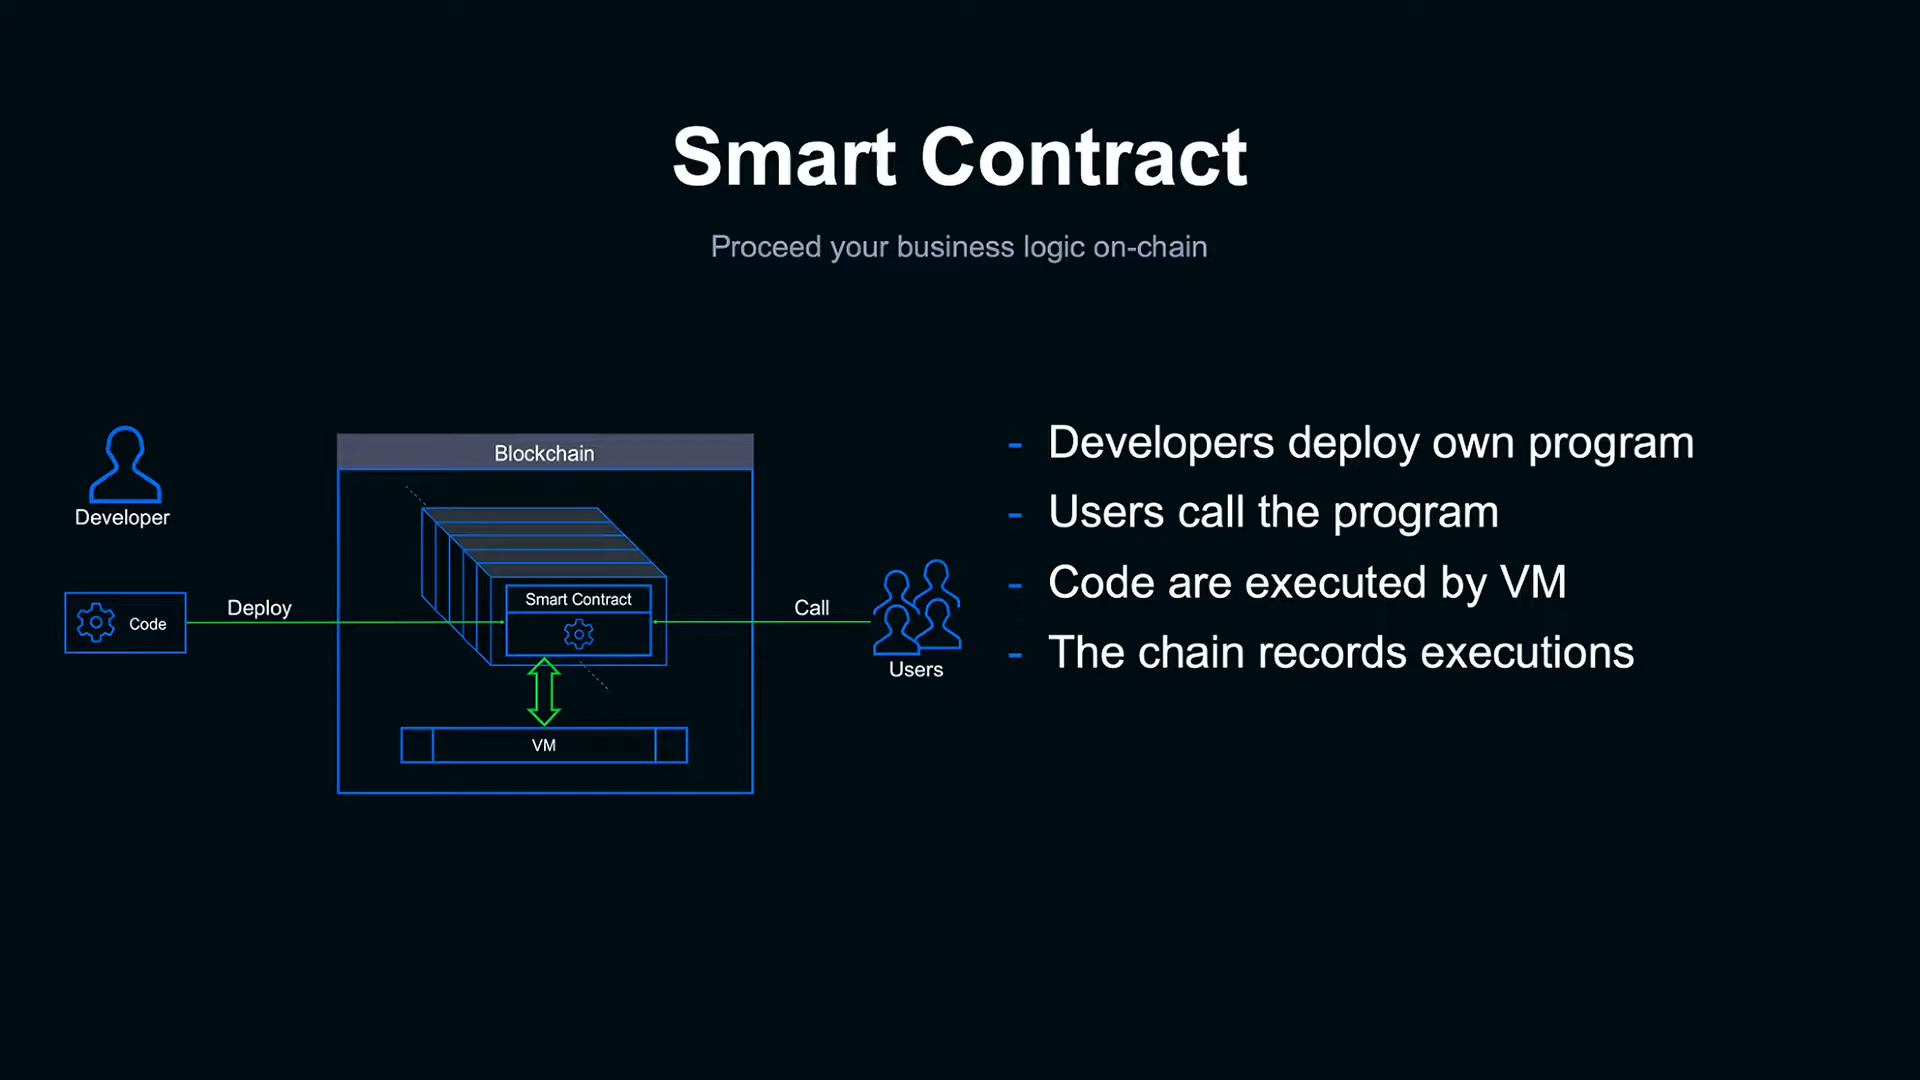 Smart Contract
Proceed your business logic on-chain
Developer
Code
Deploy
Blockchain
Smart Contract
VM
Call
Users
- Developers deploy own program
- Users call the program
- Code are executed by VM
- The chain records executions